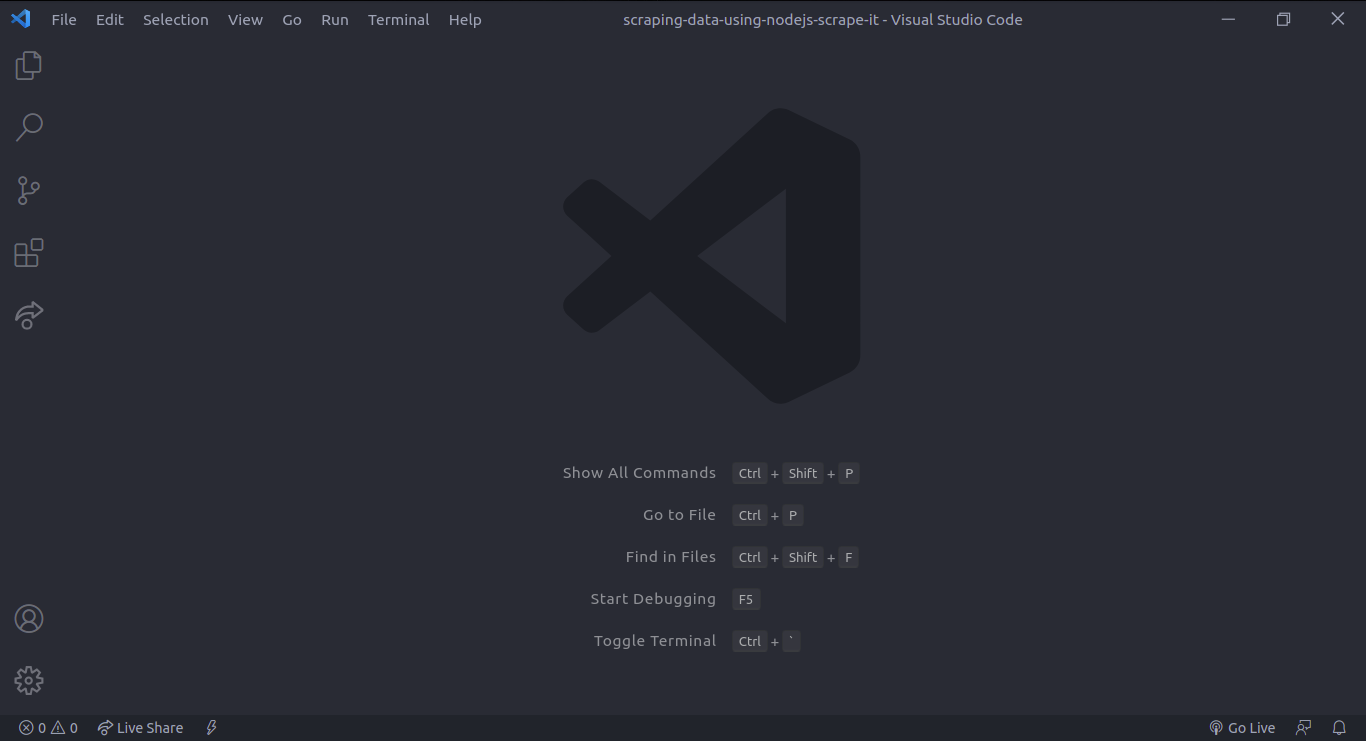 File Edit Selection View Go Run Terminal Help scraping-data-using-nodejs-scrape-it - Visual Studio Code
Show All Commands Ctrl + Shift + P
Go to File Ctrl + P
Find in Files Ctrl + Shift + F
Start Debugging F5
Toggle Terminal Ctrl + `
0 0 Live Share Go Live